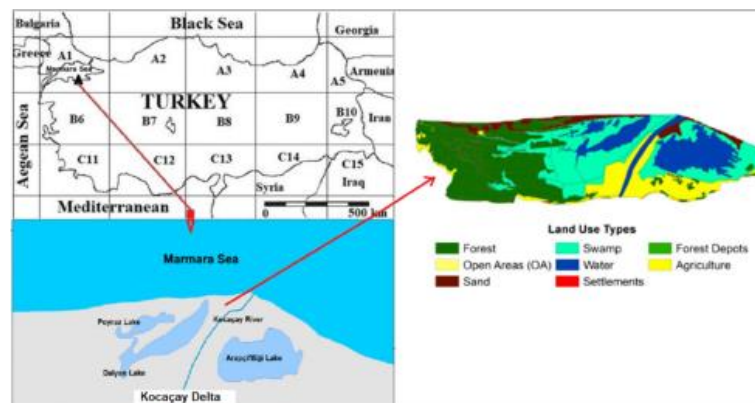 Bulgaria
Black Sea
Georgia
Greece
A1
A2
A3
A4
A5
Armenia
Marmara Sea
TURKEY
Aegean Sea
B6
B7
B8
B9
B10
Iran
C11
C12
C13
C14
C15
Syria
Iraq
Mediterranean
0
500 km
Marmara Sea
Poyraz Lake
Kocaçay River
Dalyan Lake
Arapçiftliği Lake
Kocaçay Delta
Land Use Types
Forest
Swamp
Forest Depots
Open Areas (OA)
Water
Agriculture
Sand
Settlements